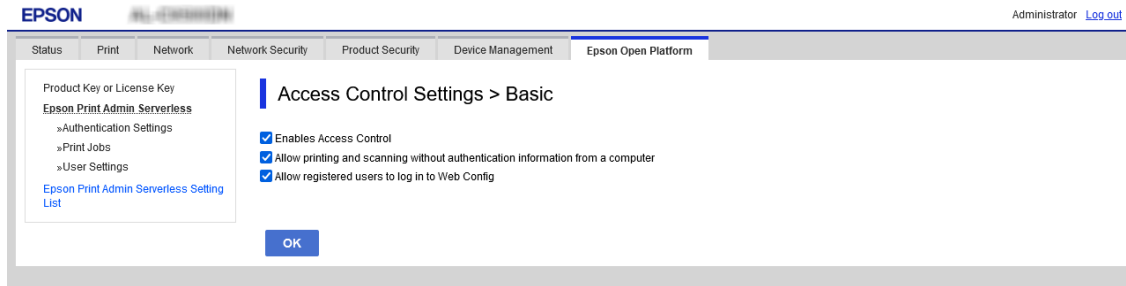 EPSON
Administrator Log out
Status Print Network Network Security Product Security Device Management Epson Open Platform
Product Key or License Key
Epson Print Admin Serverless
»Authentication Settings
»Print Jobs
»User Settings
Epson Print Admin Serverless Setting
List
Access Control Settings > Basic
Enables Access Control
Allow printing and scanning without authentication information from a computer
Allow registered users to log in to Web Config
OK